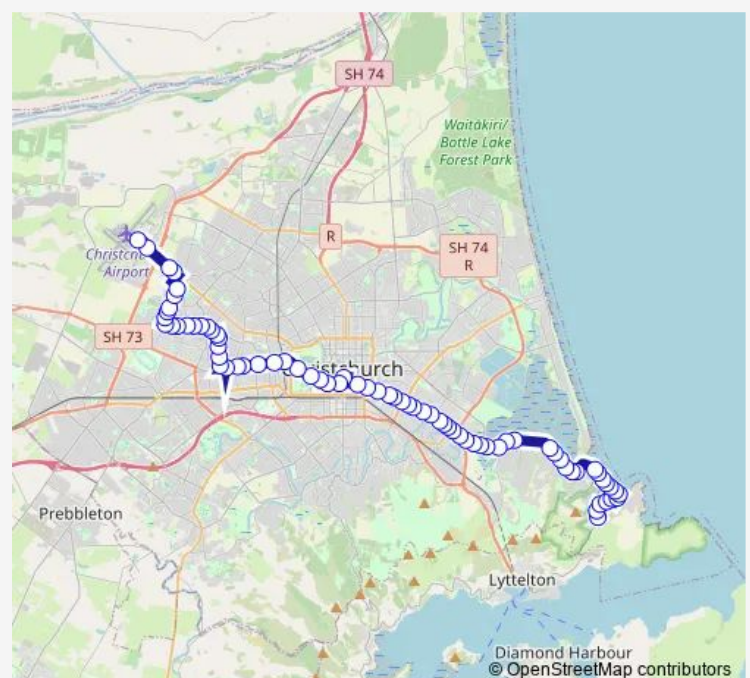 SH 74
Waitākiri/
Bottle Lake
Forest Park
R
SH 74
R
Airport
SH 73
Prebbleton
Lyttelton
Diamond Harbour
© OpenStreetMap contributors